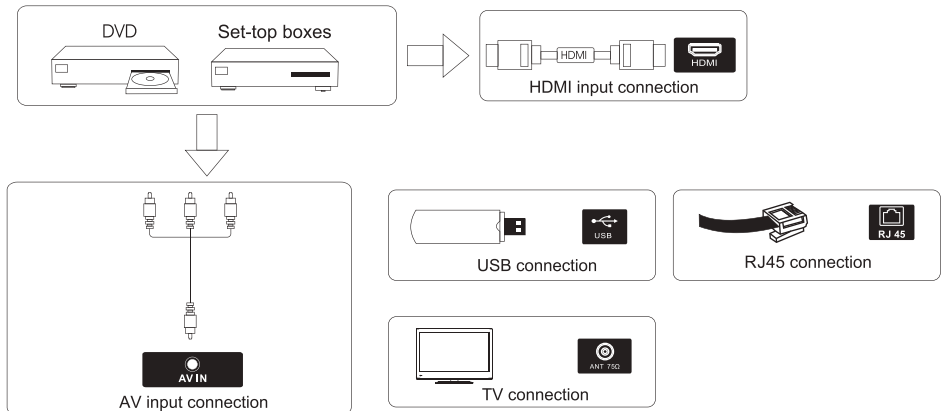 DVD
Set-top boxes
HDMI
HDMI
HDMI input connection
AV IN
AV input connection
USB
USB connection
RJ 45
RJ45 connection
ANT 75Ω
TV connection